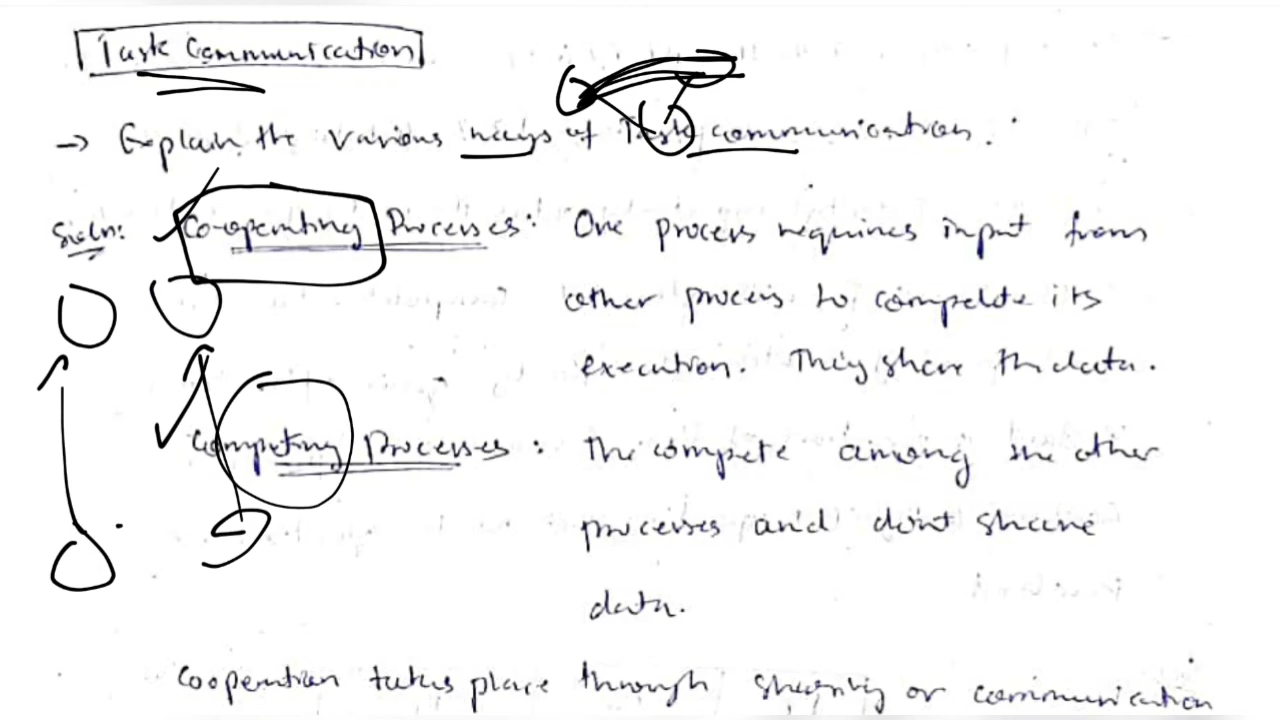 Task Communication
→ Explain the various ways of Task communication.
Soln: Co-operating Processes: One process requires input from
other process to compelete its
execution. They share the data.
Competing Processes: The compete among the other
processes and dont share
data.
Cooperation takes place through sharing or communication